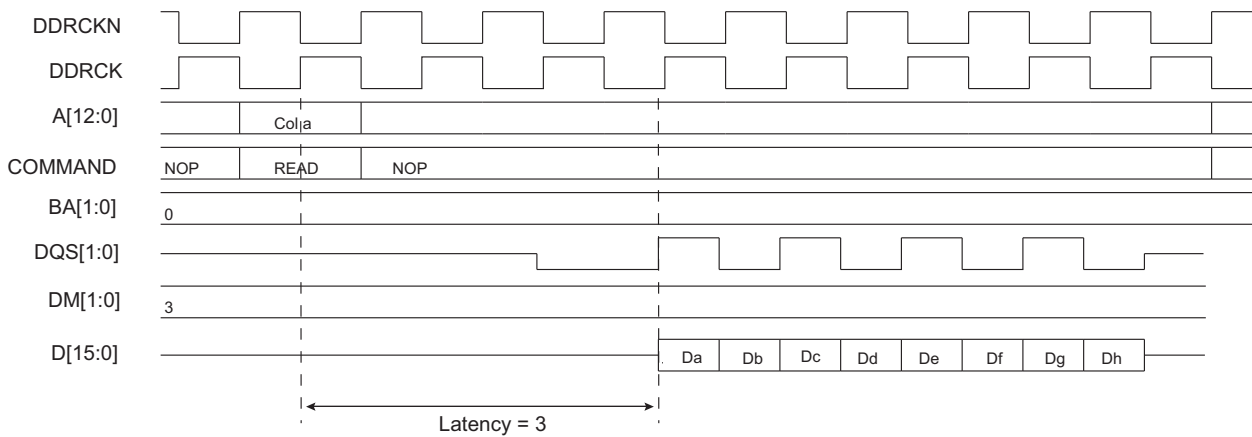 DDRCKN
DDRCK
A[12:0]
Col a
COMMAND
NOP
READ
NOP
BA[1:0]
0
DQS[1:0]
DM[1:0]
3
D[15:0]
Da Db Dc Dd De Df Dg Dh
Latency = 3